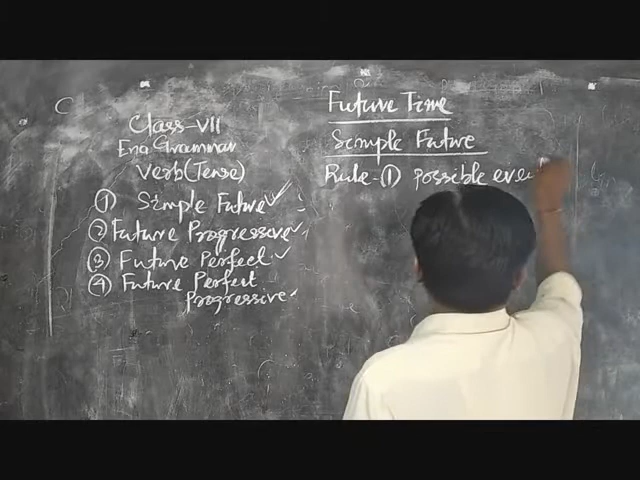 C
Class-VII
Eng Grammar
Verb(Tense)
① Simple Future ✓
② Future Progressive ✓
③ Future Perfect ✓
④ Future Perfect
Progressive ✓
Future Time
Simple Future
Rule-① possible eve